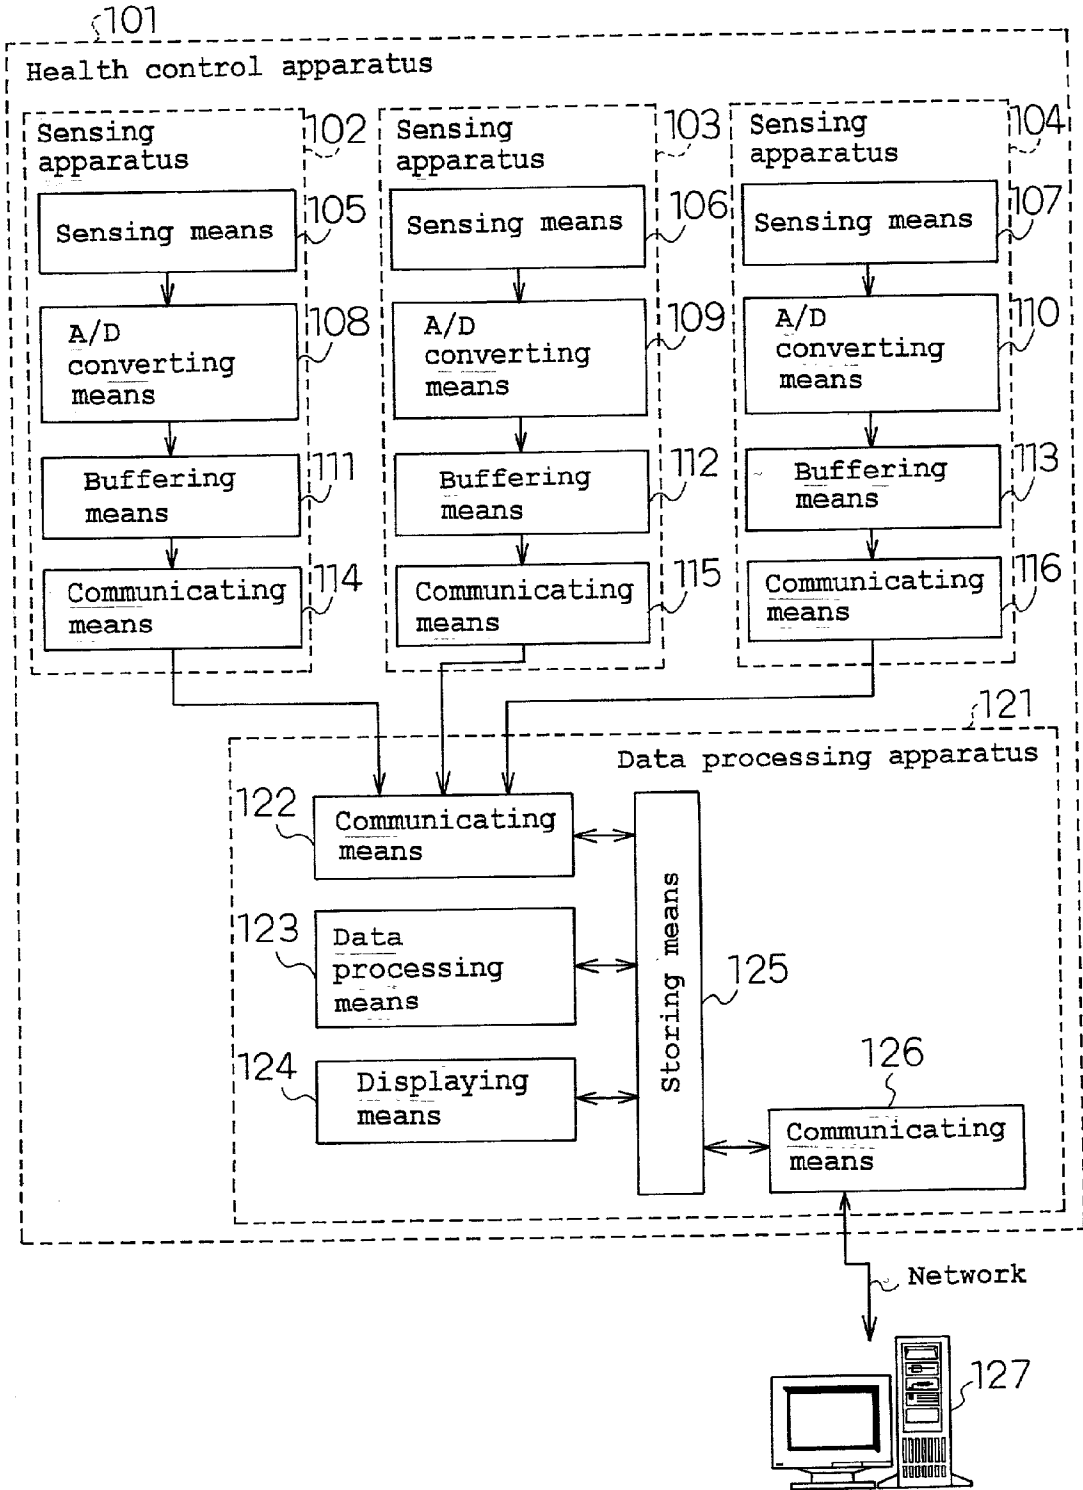 101
Health control apparatus
Sensing
apparatus
102
Sensing means
105
A/D
converting
means
108
Buffering
means
111
Communicating
means
114
Sensing
apparatus
103
Sensing means
106
A/D
converting
means
109
Buffering
means
112
Communicating
means
115
Sensing
apparatus
104
Sensing means
107
A/D
converting
means
110
Buffering
means
113
Communicating
means
116
121
Data processing apparatus
122
Communicating
means
123
Data
processing
means
124
Displaying
means
Storing means
125
126
Communicating
means
Network
127